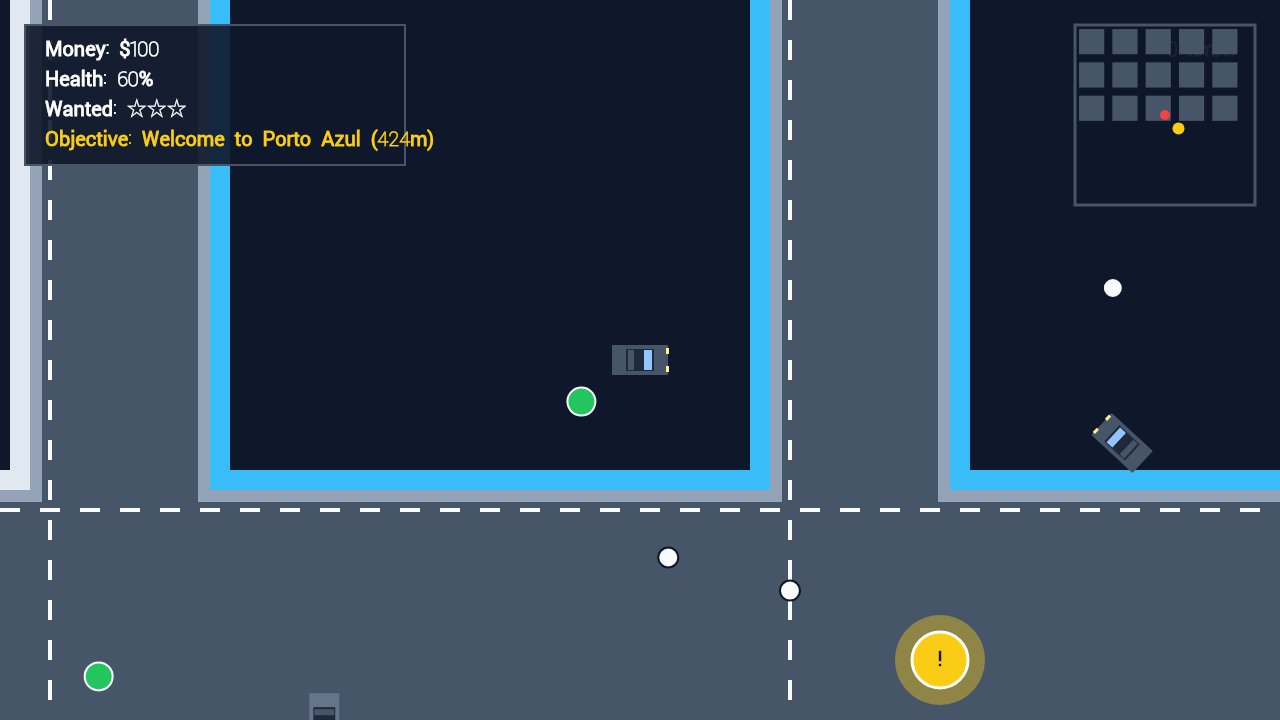 Money: $100
Health: 60%
Wanted: ☆☆☆
Objective: Welcome to Porto Azul (424m)
!